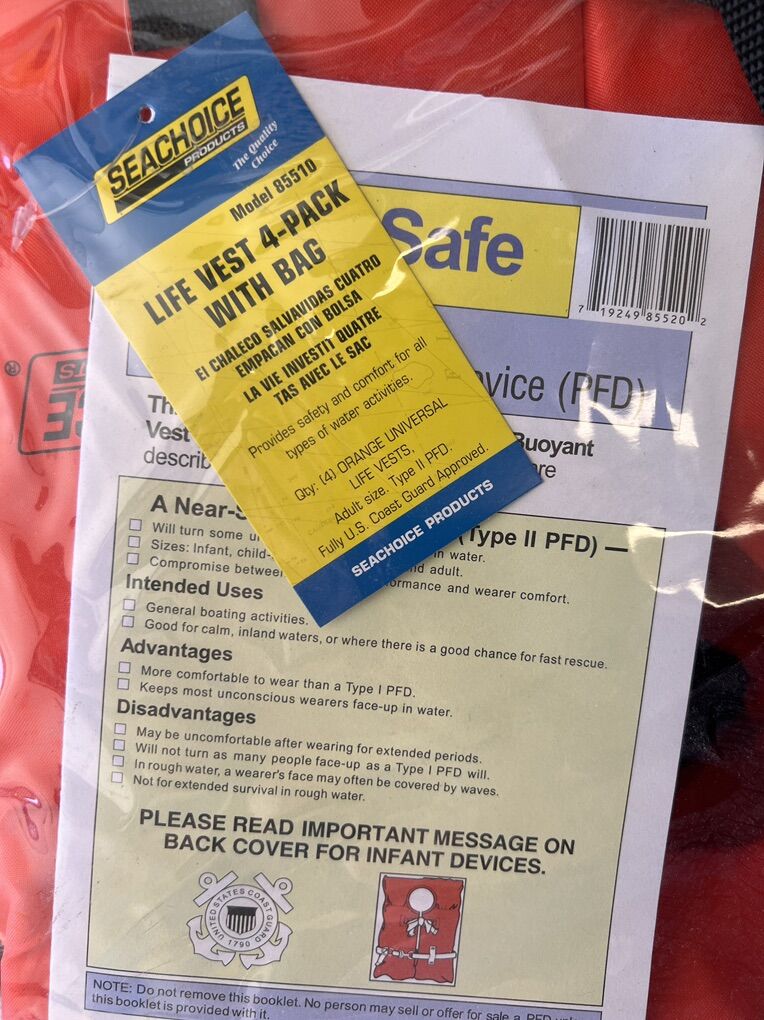 SEACHOICE
PRODUCTS
The Quality
Choice
Model 85510
LIFE VEST 4-PACK
WITH BAG
El CHALECO SALVAVIDAS CUATRO
EMPACAN CON BOLSA
LA VIE INVESTIT QUATRE
TAS AVEC LE SAC
Provides safety and comfort for all
types of water activities.
Qty: (4) ORANGE UNIVERSAL
LIFE VESTS,
Adult size. Type II PFD.
Fully U.S. Coast Guard Approved.
SEACHOICE PRODUCTS
Safe
7 19249 85520 2
vice (PFD)
Th
Vest Buoyant
describ re
A Near-S (Type II PFD) —
Will turn some u in water.
Sizes: Infant, child- nd adult.
Compromise betwee ormance and wearer comfort.
Intended Uses
General boating activities.
Good for calm, inland waters, or where there is a good chance for fast rescue.
Advantages
More comfortable to wear than a Type I PFD.
Keeps most unconscious wearers face-up in water.
Disadvantages
May be uncomfortable after wearing for extended periods.
Will not turn as many people face-up as a Type I PFD will.
In rough water, a wearer's face may often be covered by waves.
Not for extended survival in rough water.
PLEASE READ IMPORTANT MESSAGE ON
BACK COVER FOR INFANT DEVICES.
UNITED STATES COAST GUARD
1790
NOTE: Do not remove this booklet. No person may sell or offer for sale a PFD unl
this booklet is provided with it.